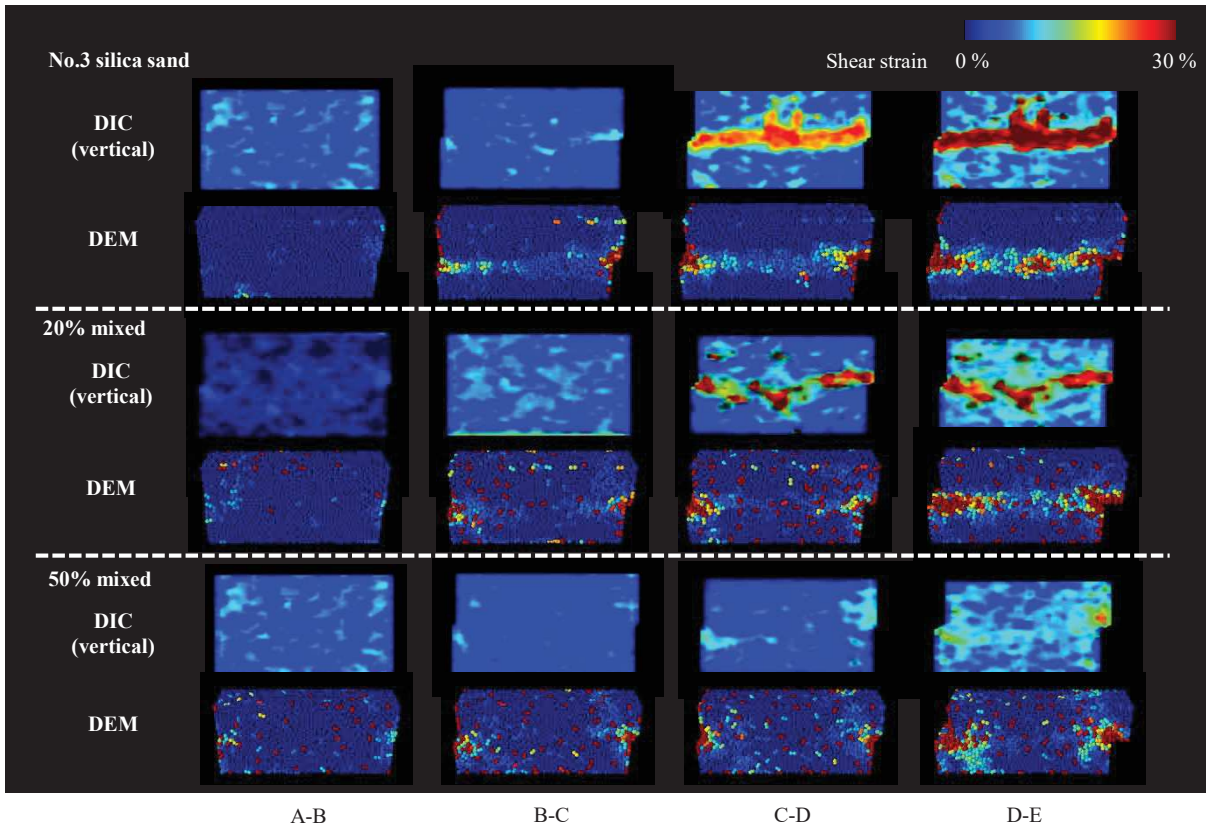 No.3 silica sand
Shear strain 0 % 30 %
DIC
(vertical)
DEM
20% mixed
DIC
(vertical)
DEM
50% mixed
DIC
(vertical)
DEM
A-B B-C C-D D-E